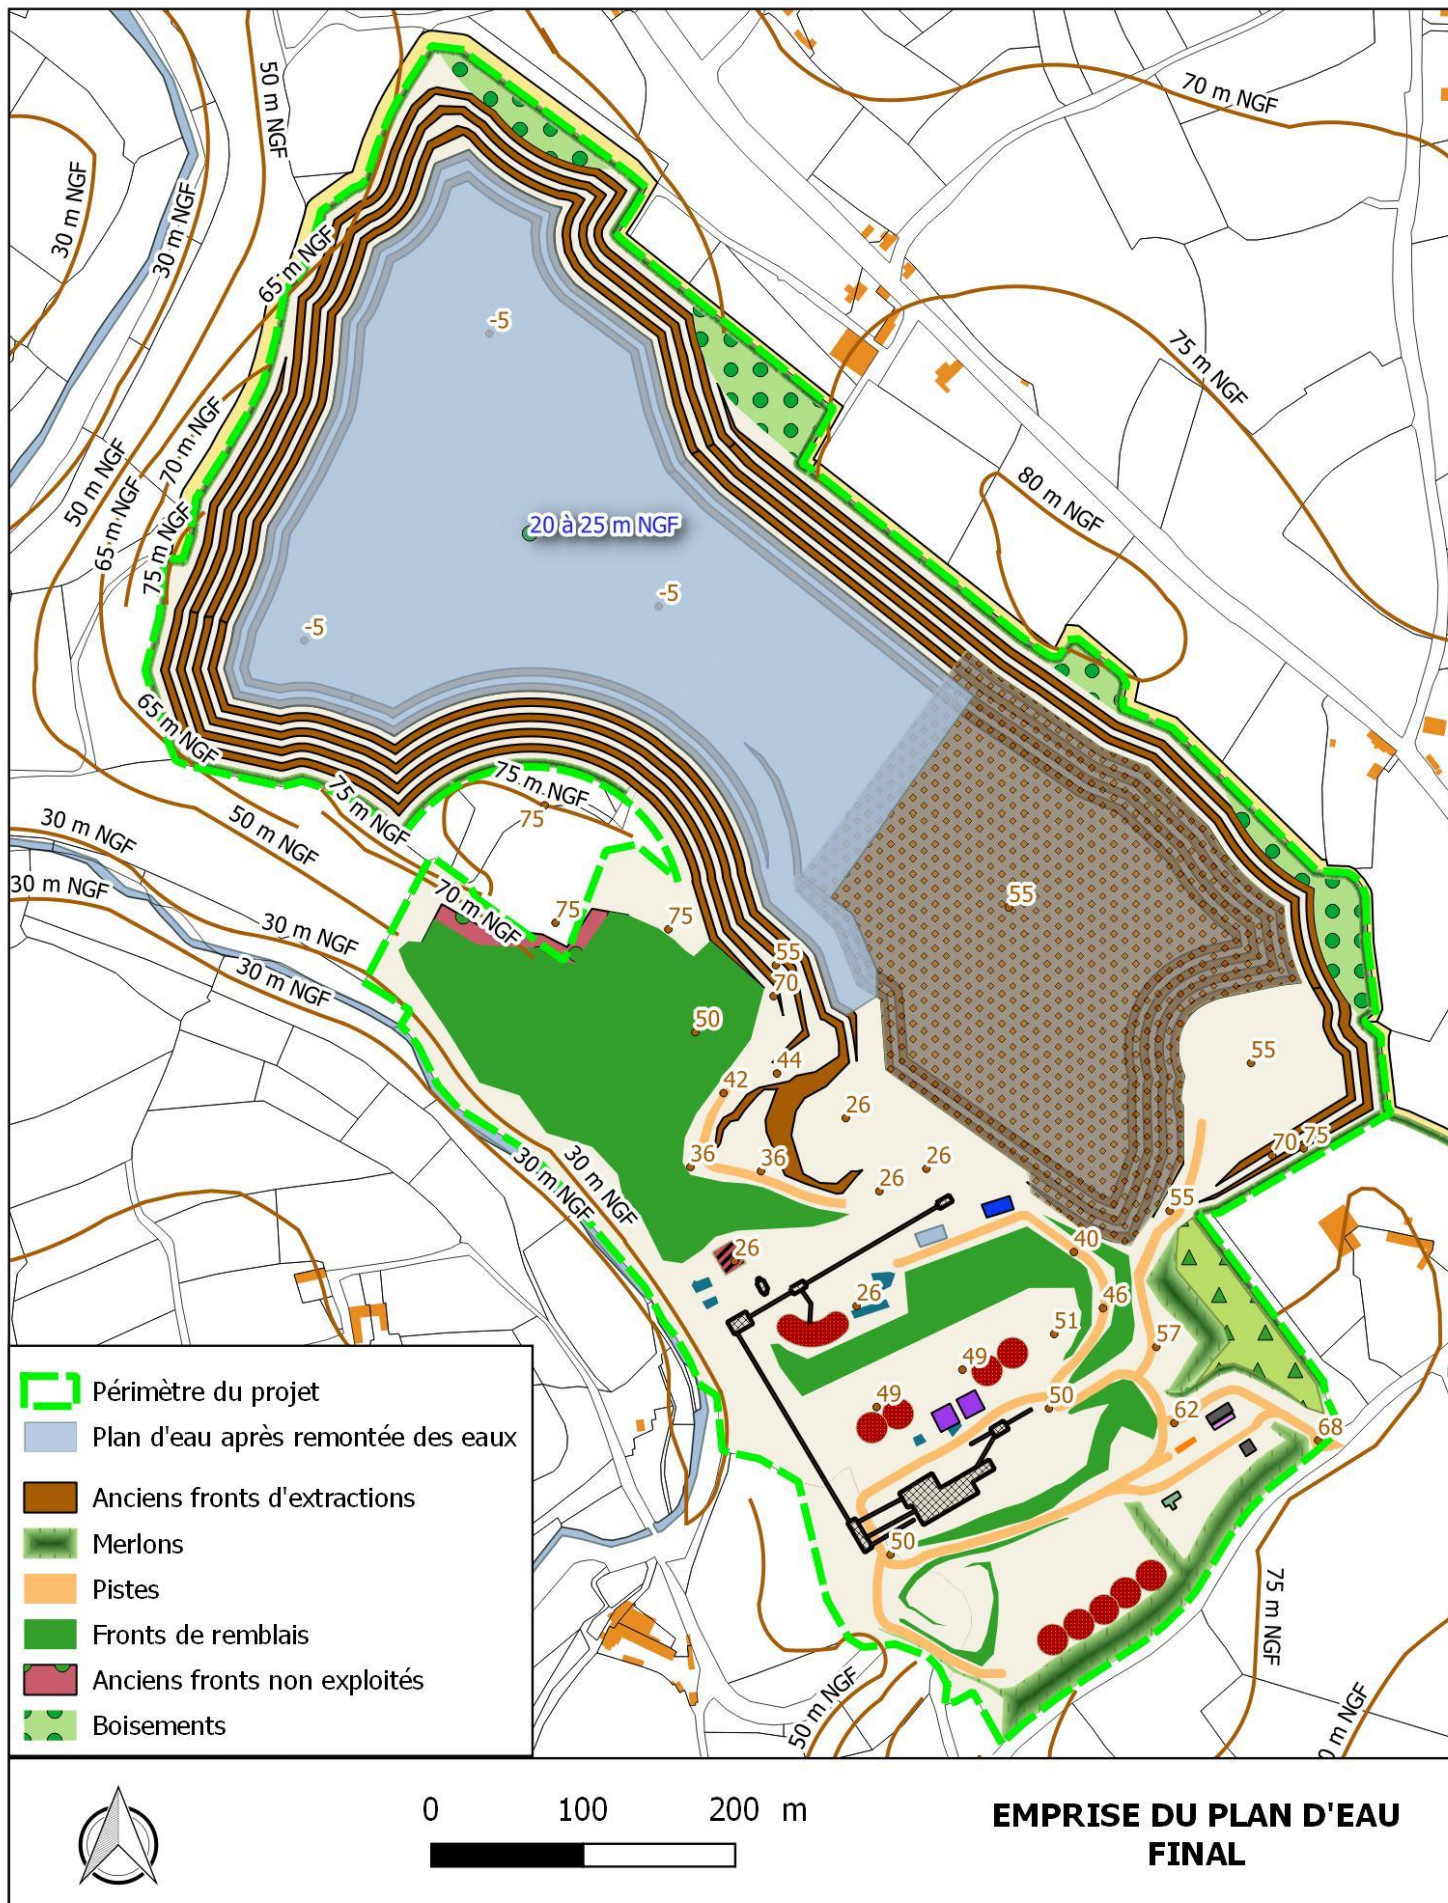 50 m NGF
70 m NGF
30 m NGF
30 m NGF
65 m NGF
-5
75 m NGF
70 m NGF
50 m NGF
80 m NGF
65 m NGF
75 m NGF
20 à 25 m NGF
-5
-5
65 m NGF
75 m NGF
75 m NGF
75
50 m NGF
30 m NGF
30 m NGF
70 m NGF
55
75
75
30 m NGF
30 m NGF
55
70
50
44
42
26
55
36
36
26
26
70
75
30 m NGF
30 m NGF
55
26
40
26
46
51
57
49
49
50
62
68
50
75 m NGF
50 m NGF
0 m NGF
Périmètre du projet
Plan d'eau après remontée des eaux
Anciens fronts d'extractions
Merlons
Pistes
Fronts de remblais
Anciens fronts non exploités
Boisements
0 100 200 m
EMPRISE DU PLAN D'EAU
FINAL